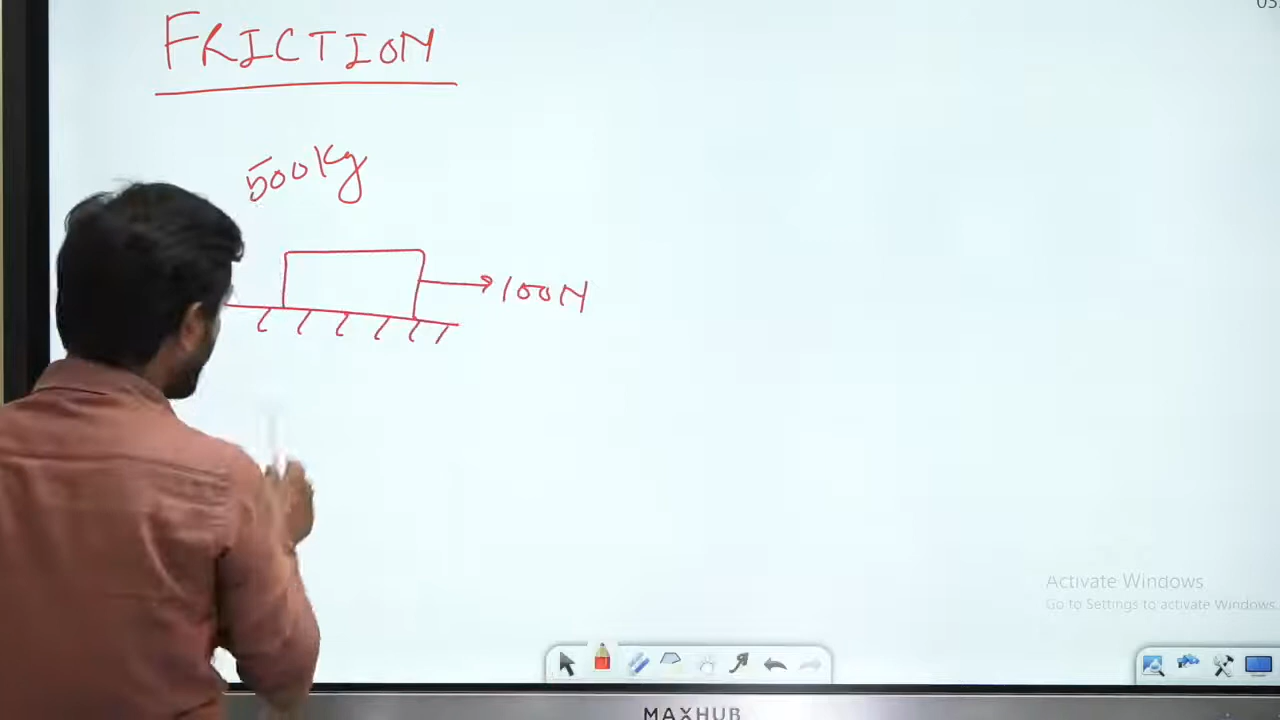 FRICTION
500Kg
100N
Activate Windows
Go to Settings to activate Windows.
MAXHUB